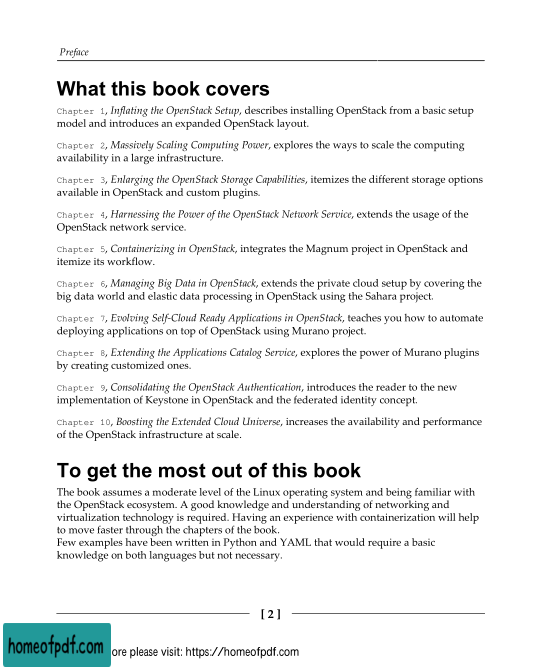 Preface
What this book covers
Chapter 1, Inflating the OpenStack Setup, describes installing OpenStack from a basic setup
model and introduces an expanded OpenStack layout.
Chapter 2, Massively Scaling Computing Power, explores the ways to scale the computing
availability in a large infrastructure.
Chapter 3, Enlarging the OpenStack Storage Capabilities, itemizes the different storage options
available in OpenStack and custom plugins.
Chapter 4, Harnessing the Power of the OpenStack Network Service, extends the usage of the
OpenStack network service.
Chapter 5, Containerizing in OpenStack, integrates the Magnum project in OpenStack and
itemize its workflow.
Chapter 6, Managing Big Data in OpenStack, extends the private cloud setup by covering the
big data world and elastic data processing in OpenStack using the Sahara project.
Chapter 7, Evolving Self-Cloud Ready Applications in OpenStack, teaches you how to automate
deploying applications on top of OpenStack using Murano project.
Chapter 8, Extending the Applications Catalog Service, explores the power of Murano plugins
by creating customized ones.
Chapter 9, Consolidating the OpenStack Authentication, introduces the reader to the new
implementation of Keystone in OpenStack and the federated identity concept.
Chapter 10, Boosting the Extended Cloud Universe, increases the availability and performance
of the OpenStack infrastructure at scale.
To get the most out of this book
The book assumes a moderate level of the Linux operating system and being familiar with
the OpenStack ecosystem. A good knowledge and understanding of networking and
virtualization technology is required. Having an experience with containerization will help
to move faster through the chapters of the book.
Few examples have been written in Python and YAML that would require a basic
knowledge on both languages but not necessary.
[ 2 ]
homeofpdf.com
ore please visit: https://homeofpdf.com